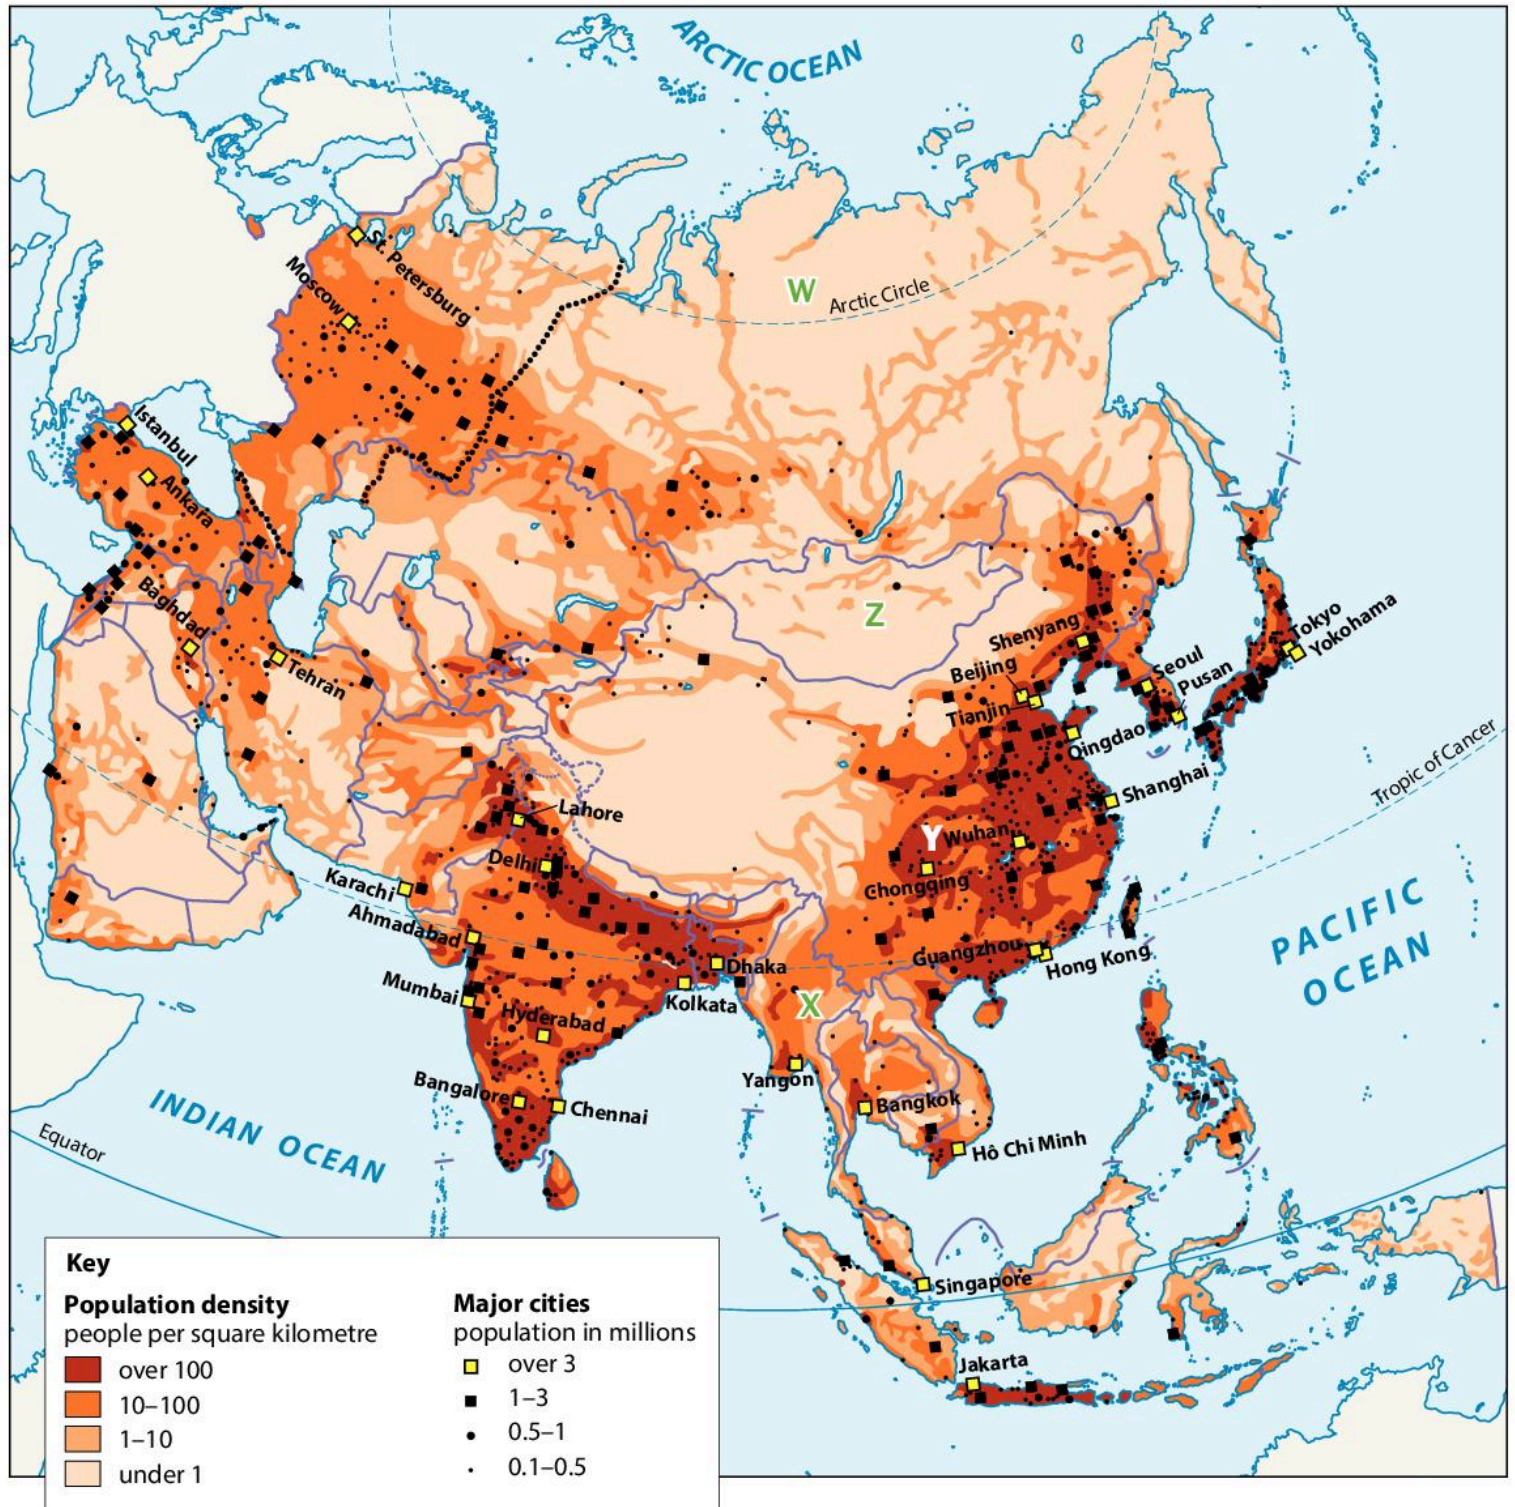 ARCTIC OCEAN
W
Arctic Circle
St. Petersburg
Moscow
Istanbul
Ankara
Baghdad
Tehran
Z
Shenyang
Beijing
Tianjin
Seoul
Pusan
Tokyo
Yokohama
Qingdao
Shanghai
Tropic of Cancer
Lahore
Delhi
Karachi
Ahmadabad
Y
Wuhan
Chongqing
Guangzhou
Hong Kong
PACIFIC
OCEAN
Mumbai
Dhaka
Kolkata
Hyderabad
X
Yangon
Bangalore
Chennai
Bangkok
Hô Chi Minh
INDIAN OCEAN
Equator
Singapore
Jakarta
Key
Population density
people per square kilometre
over 100
10–100
1–10
under 1
Major cities
population in millions
over 3
1–3
0.5–1
0.1–0.5